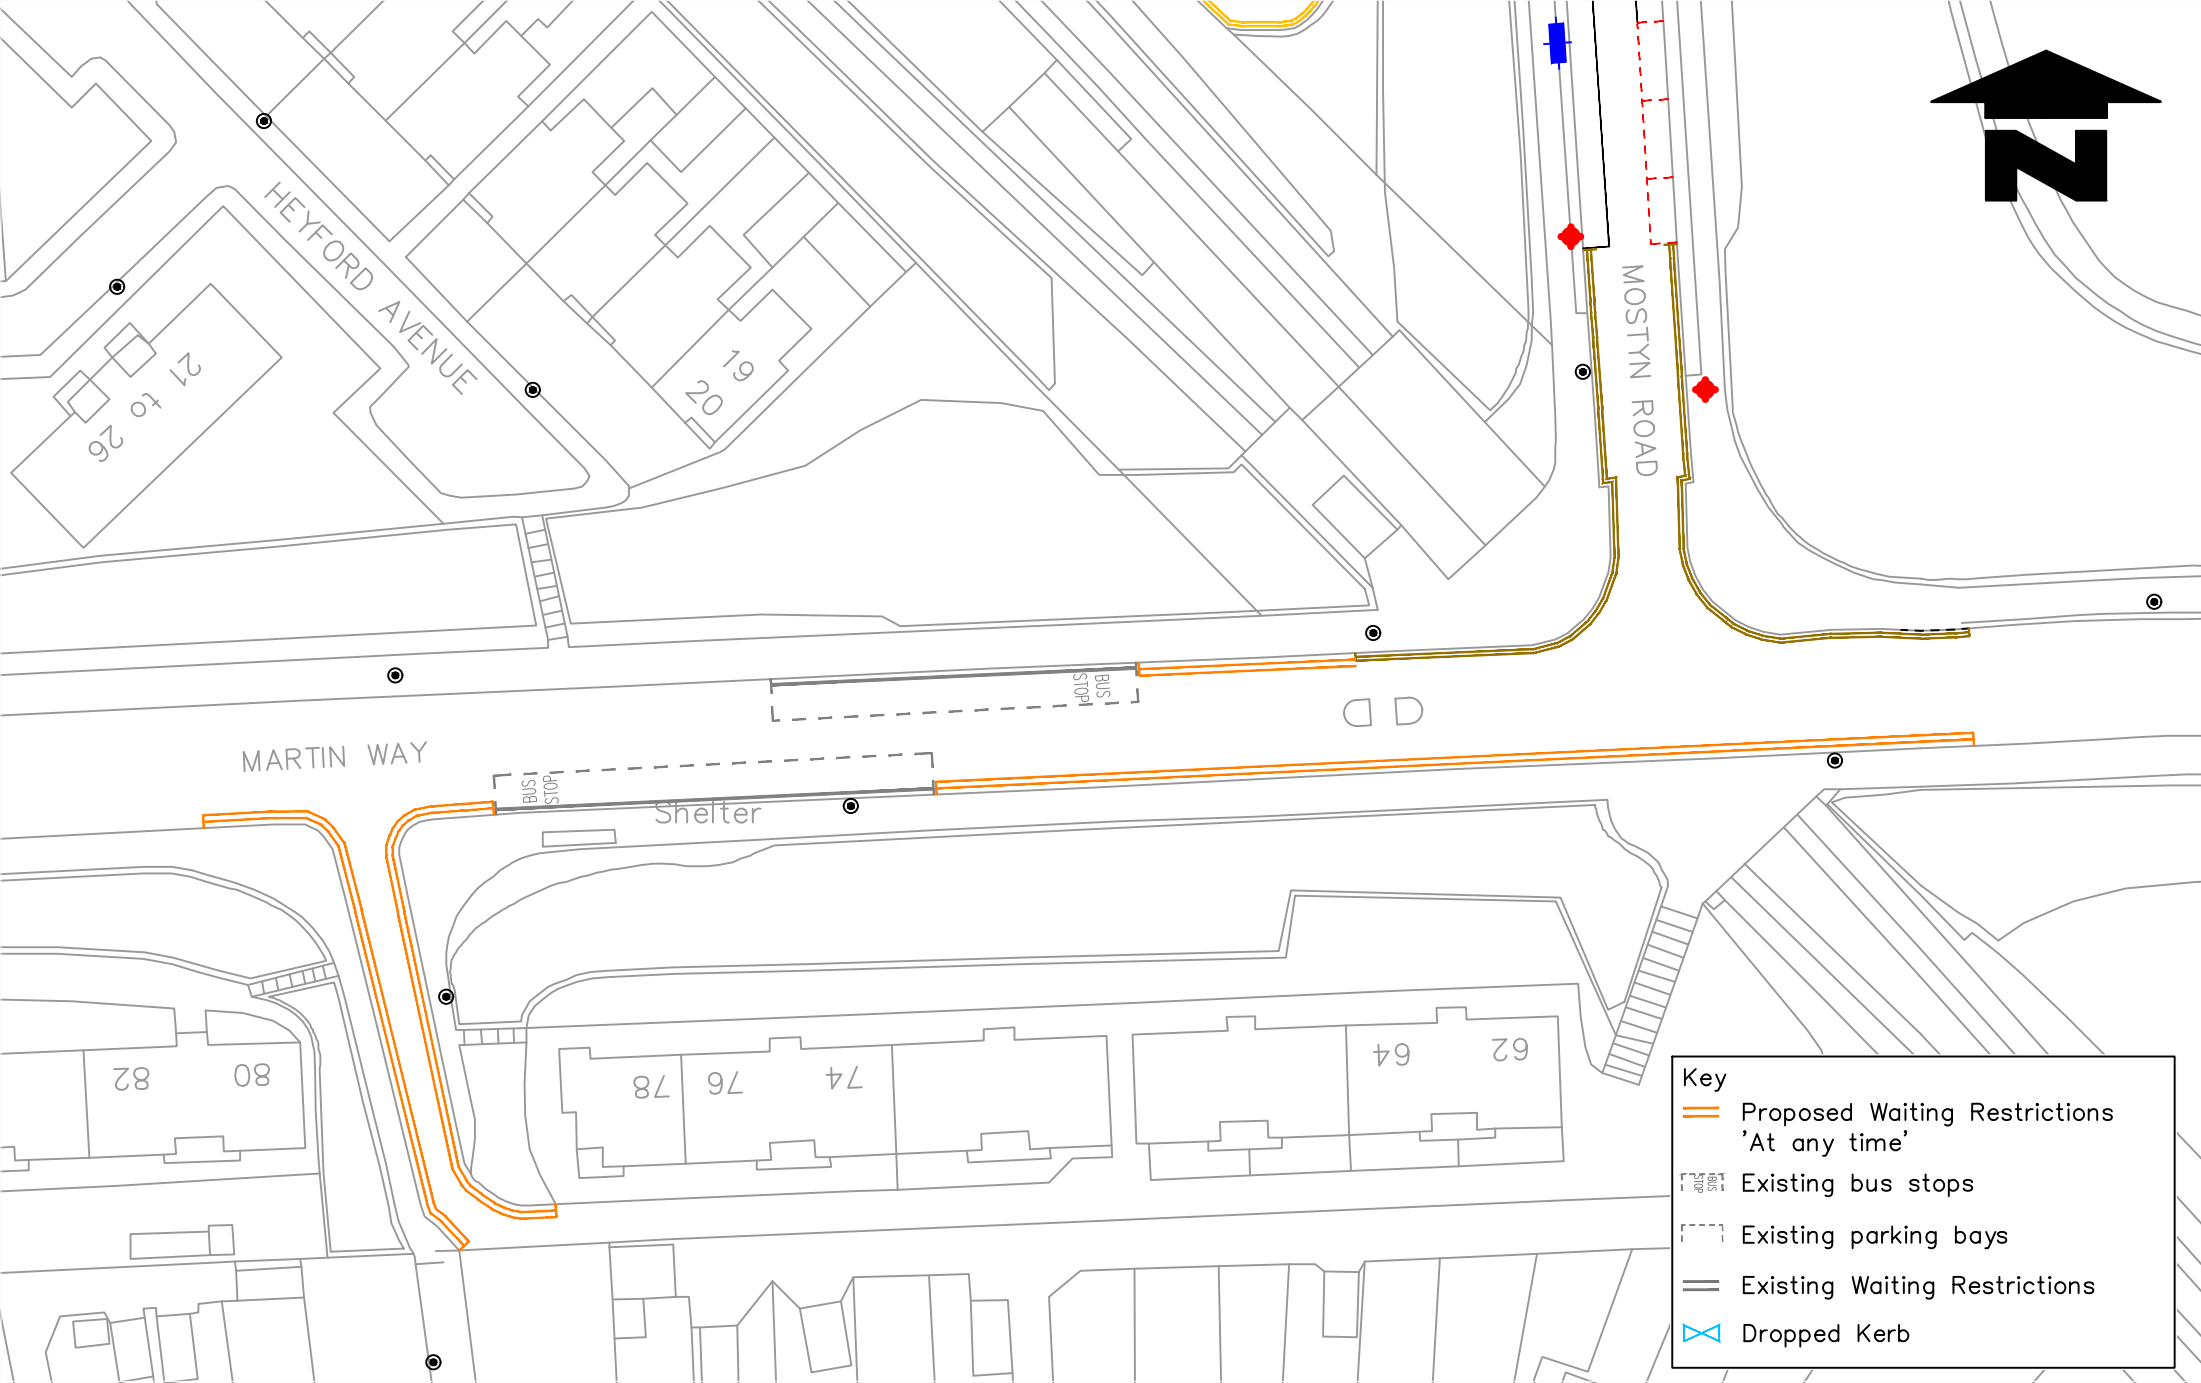 HEYFORD AVENUE
21 to
26
19
20
MOSTYN ROAD
N
BUS
STOP
MARTIN WAY
BUS
STOP
Shelter
82
80
78
76
74
64
62
Key
Proposed Waiting Restrictions
'At any time'
BUS
STOP
Existing bus stops
Existing parking bays
Existing Waiting Restrictions
Dropped Kerb